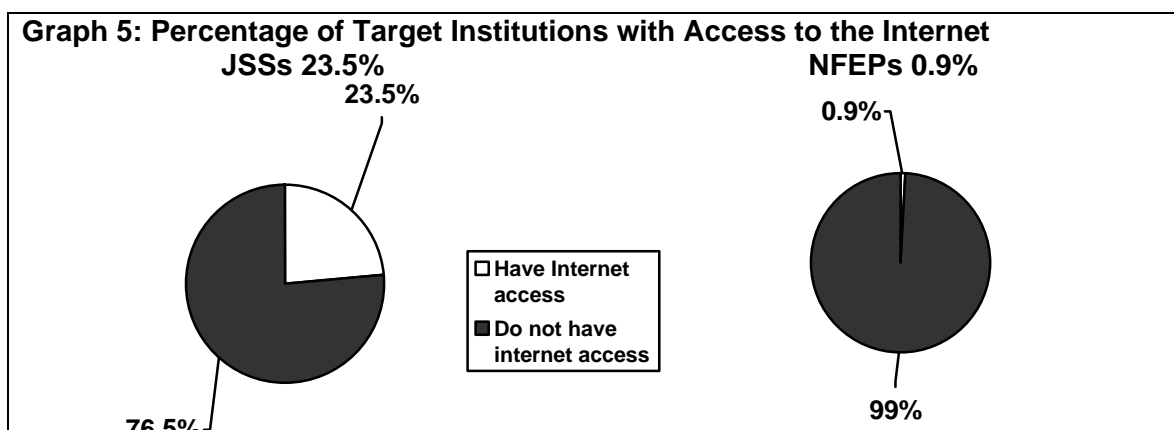 Graph 5: Percentage of Target Institutions with Access to the Internet
JSSs 23.5%
23.5%
76.5%
NFEPs 0.9%
0.9%
99%
Have Internet
access
Do not have
internet access